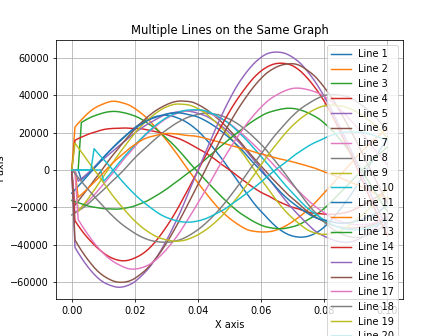 Multiple Lines on the Same Graph
60000
40000
20000
0
−20000
−40000
−60000
0.00
0.02
0.04
0.06
X axis
axis
Line 1
Line 2
Line 3
Line 4
Line 5
Line 6
Line 7
Line 8
Line 9
Line 10
Line 11
Line 12
Line 13
Line 14
Line 15
Line 16
Line 17
Line 18
Line 19
Line 20